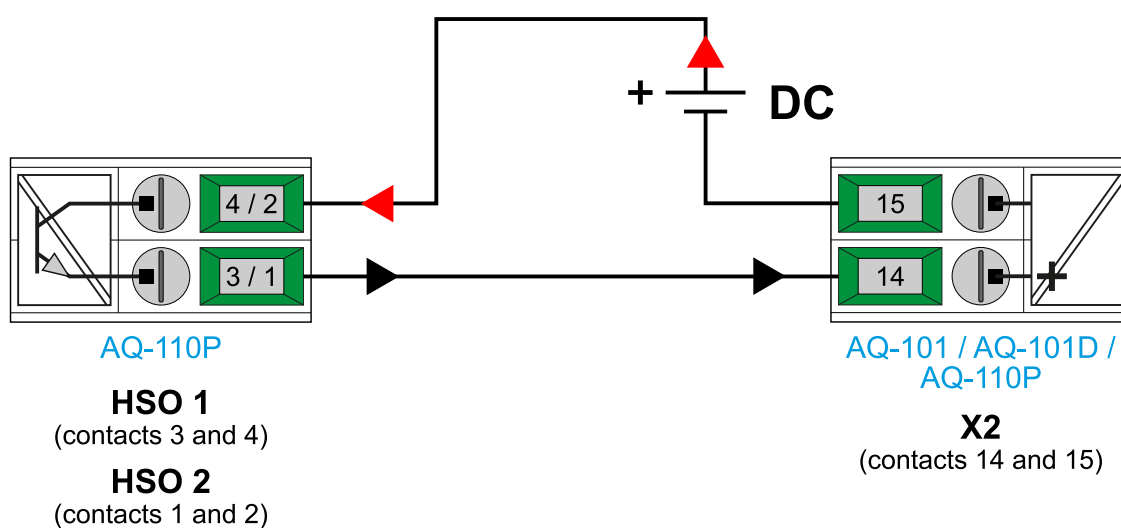 + DC
4 / 2
3 / 1
15
14
AQ-110P
HSO 1
(contacts 3 and 4)
HSO 2
(contacts 1 and 2)
AQ-101 / AQ-101D /
AQ-110P
X2
(contacts 14 and 15)